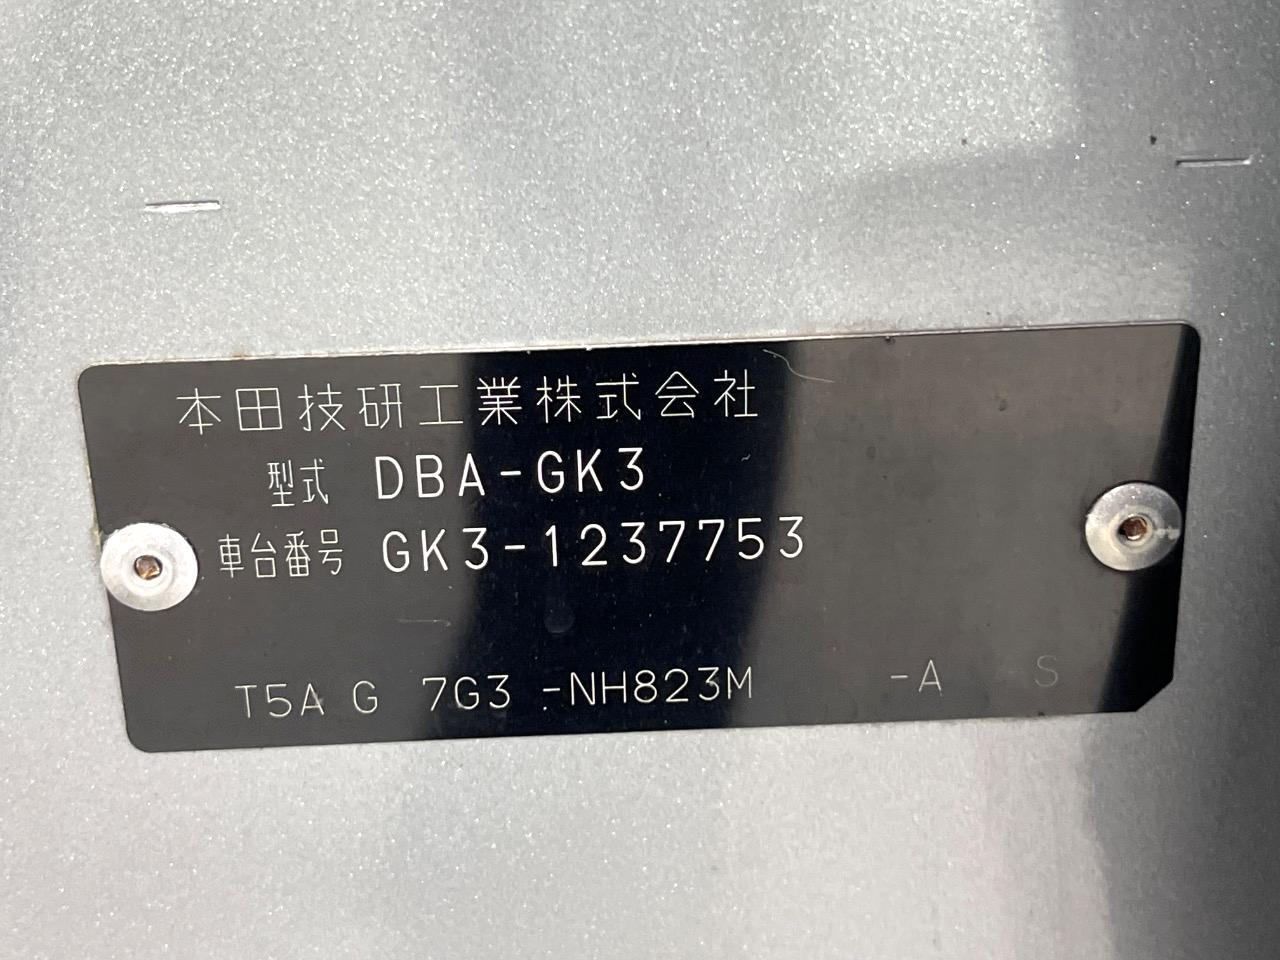 本田技研工業株式会社
型式 DBA-GK3
車台番号 GK3-1237753
T5A G 7G3 -NH823M -A S